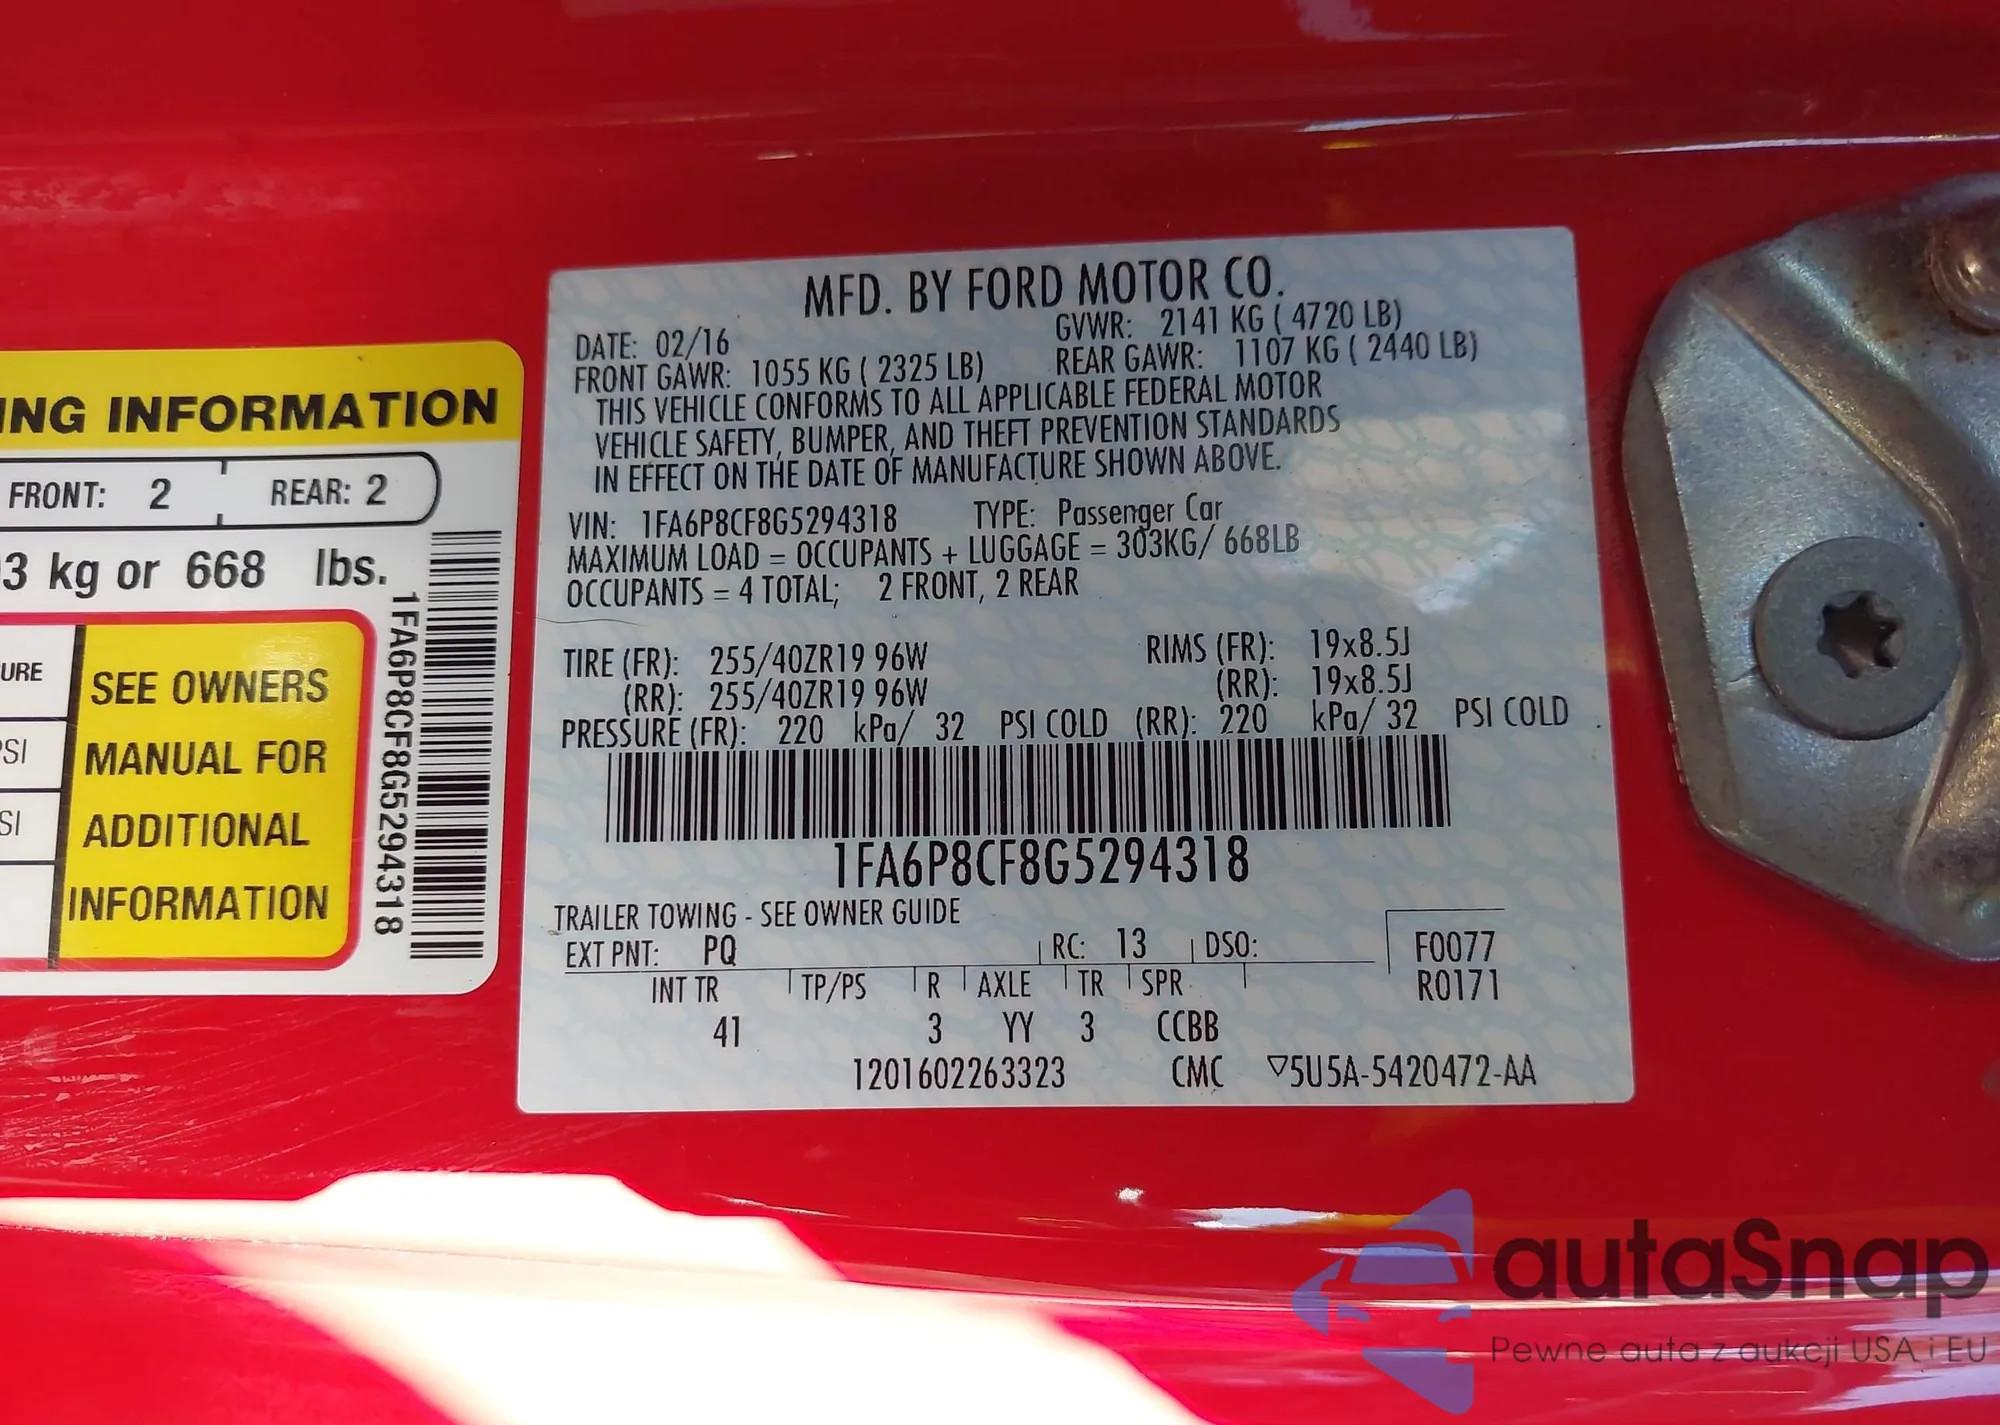 ING INFORMATION
FRONT: 2 REAR: 2
3 kg or 668 lbs.
URE
PSI
SI
SEE OWNERS
MANUAL FOR
ADDITIONAL
INFORMATION
1FA6P8CF8G5294318
MFD. BY FORD MOTOR CO.
DATE: 02/16 GVWR: 2141 KG ( 4720 LB)
FRONT GAWR: 1055 KG ( 2325 LB) REAR GAWR: 1107 KG ( 2440 LB)
THIS VEHICLE CONFORMS TO ALL APPLICABLE FEDERAL MOTOR
VEHICLE SAFETY, BUMPER, AND THEFT PREVENTION STANDARDS
IN EFFECT ON THE DATE OF MANUFACTURE SHOWN ABOVE.
VIN: 1FA6P8CF8G5294318 TYPE: Passenger Car
MAXIMUM LOAD = OCCUPANTS + LUGGAGE = 303KG/ 668LB
OCCUPANTS = 4 TOTAL; 2 FRONT, 2 REAR
TIRE (FR): 255/40ZR19 96W RIMS (FR): 19x8.5J
(RR): 255/40ZR19 96W (RR): 19x8.5J
PRESSURE (FR): 220 kPa/ 32 PSI COLD (RR): 220 kPa/ 32 PSI COLD
1FA6P8CF8G5294318
TRAILER TOWING - SEE OWNER GUIDE
EXT PNT: PQ RC: 13 DSO: F0077
INT TR TP/PS R AXLE TR SPR R0171
41 3 YY 3 CCBB
1201602263323 CMC ▽5U5A-5420472-AA
autaSnap
Pewne auta z aukcji USA i EU